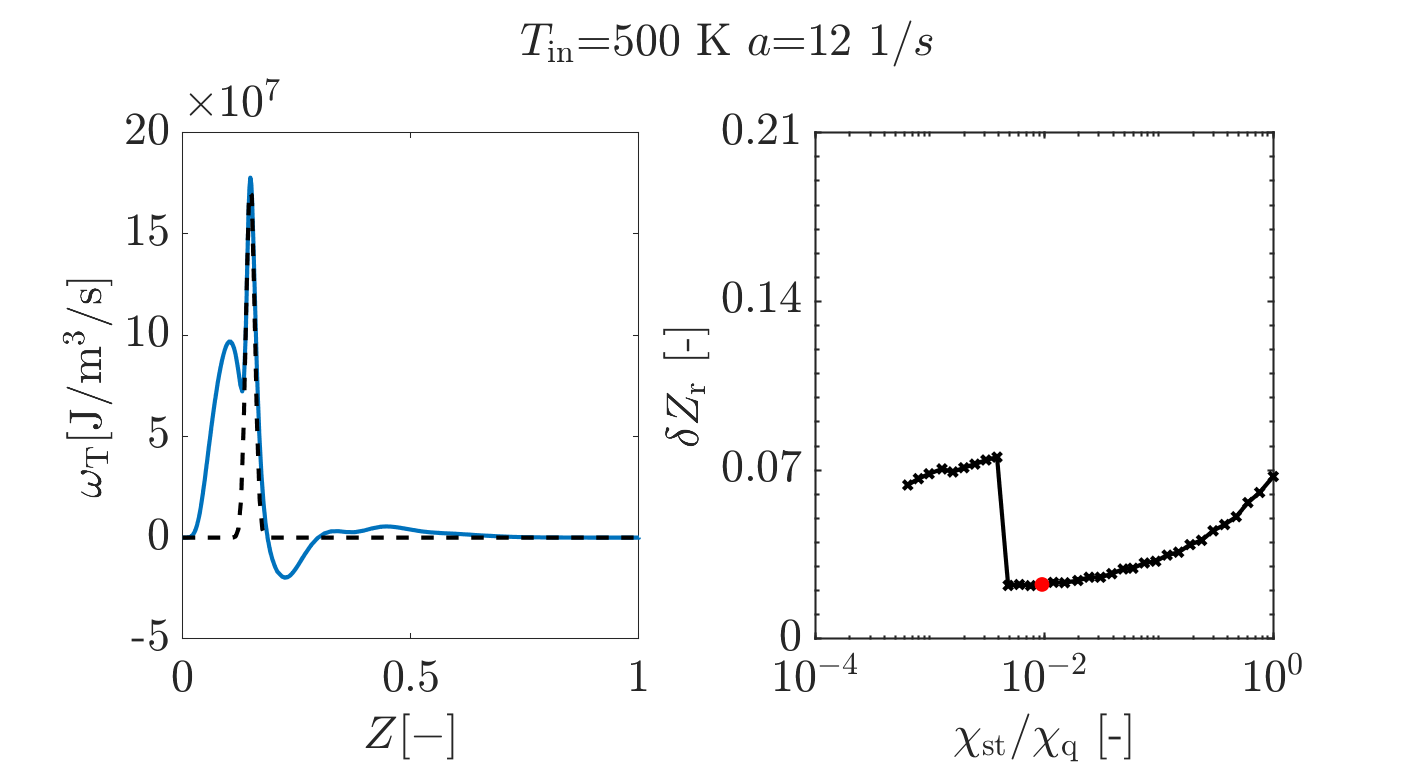 T_in=500 K a=12 1/s
×10^7
20
15
10
5
0
-5
ω_T[J/m^3/s]
0 0.5 1
Z[−]
0.21
0.14
0.07
0
δZ_r [-]
10^−4 10^−2 10^0
χ_st/χ_q [-]